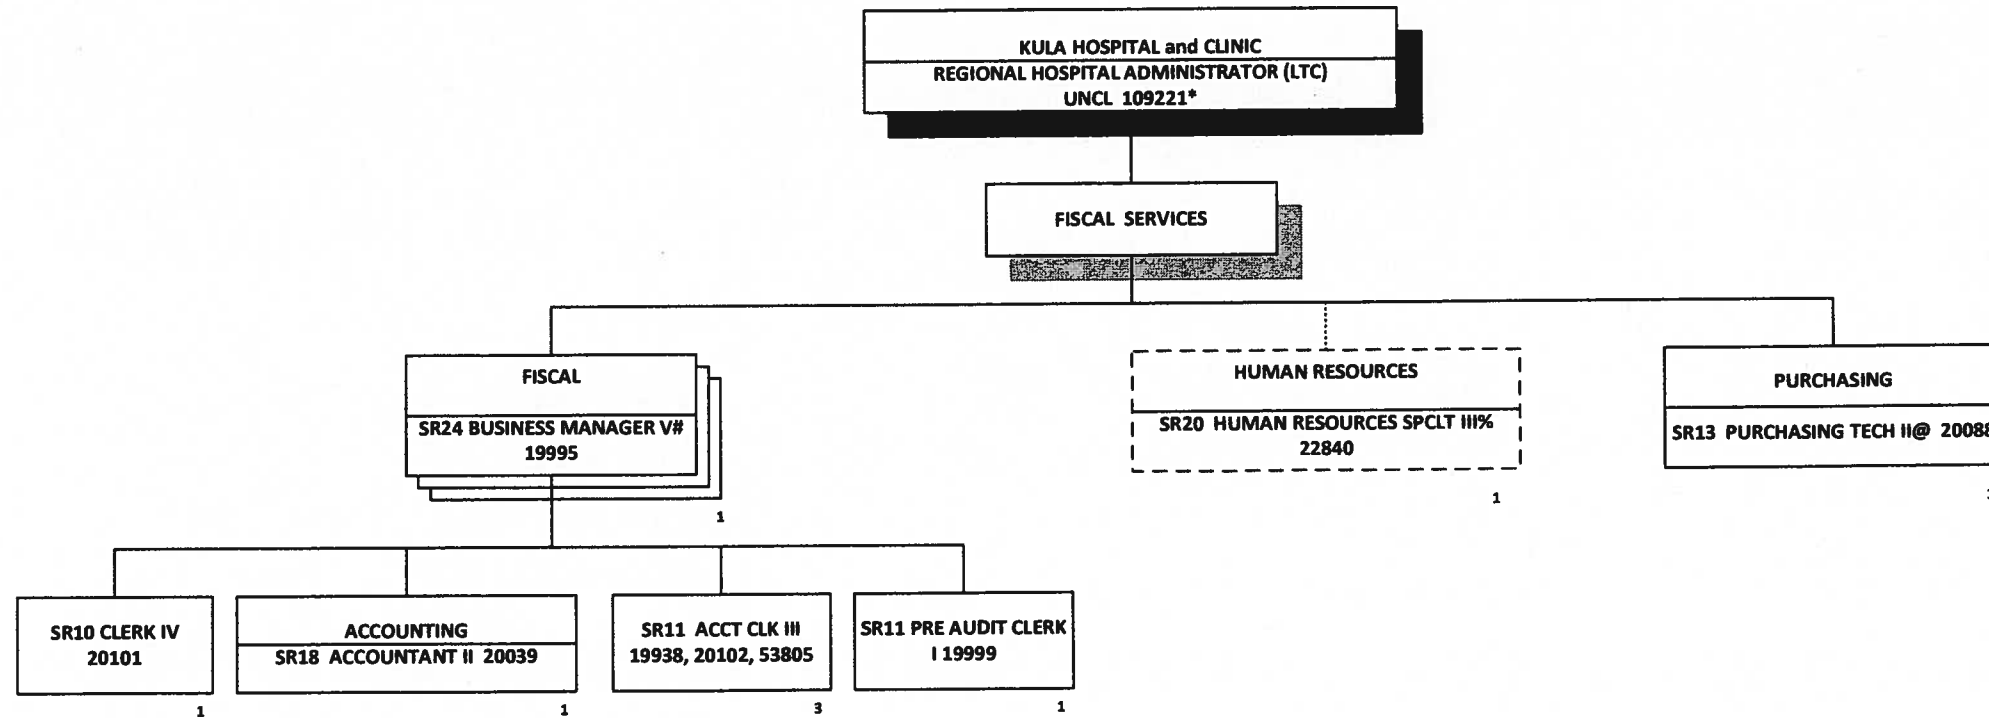 KULA HOSPITAL and CLINIC
REGIONAL HOSPITAL ADMINISTRATOR (LTC)
UNCL 109221*
FISCAL SERVICES
FISCAL
SR24 BUSINESS MANAGER V#
19995
1
HUMAN RESOURCES
SR20 HUMAN RESOURCES SPCLT III%
22840
1
PURCHASING
SR13 PURCHASING TECH II@ 20088
SR10 CLERK IV
20101
1
ACCOUNTING
SR18 ACCOUNTANT II 20039
1
SR11 ACCT CLK III
19938, 20102, 53805
3
SR11 PRE AUDIT CLERK
I 19999
1